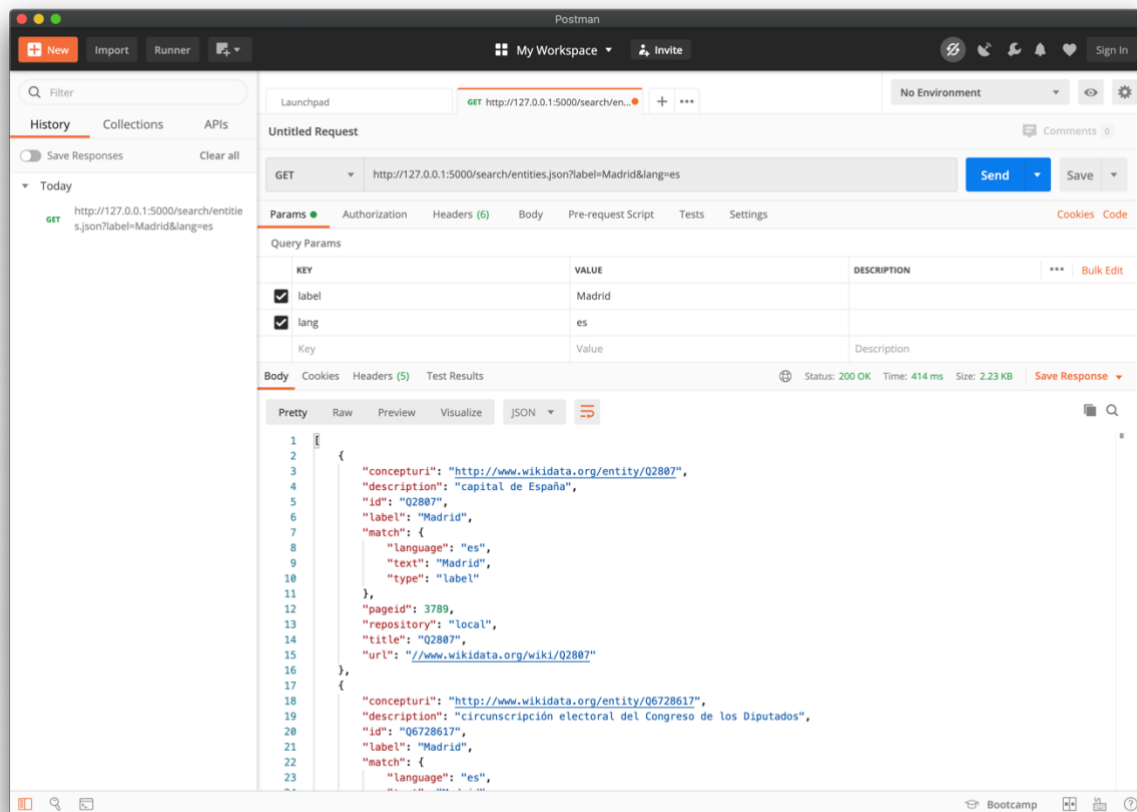 Postman
New Import Runner My Workspace Invite Sign In
Filter
History Collections APIs
Save Responses Clear all
Today
GET http://127.0.0.1:5000/search/entitie
s.json?label=Madrid&lang=es
Launchpad GET http://127.0.0.1:5000/search/en... No Environment
Untitled Request Comments 0
GET http://127.0.0.1:5000/search/entities.json?label=Madrid&lang=es Send Save
Params Authorization Headers (6) Body Pre-request Script Tests Settings Cookies Code
Query Params
KEY VALUE DESCRIPTION Bulk Edit
label Madrid
lang es
Key Value Description
Body Cookies Headers (5) Test Results Status: 200 OK Time: 414 ms Size: 2.23 KB Save Response
Pretty Raw Preview Visualize JSON
1 [
2 {
3 "concepturi": "http://www.wikidata.org/entity/Q2807",
4 "description": "capital de España",
5 "id": "Q2807",
6 "label": "Madrid",
7 "match": {
8 "language": "es",
9 "text": "Madrid",
10 "type": "label"
11 },
12 "pageid": 3789,
13 "repository": "local",
14 "title": "Q2807",
15 "url": "//www.wikidata.org/wiki/Q2807"
16 },
17 {
18 "concepturi": "http://www.wikidata.org/entity/Q6728617",
19 "description": "circunscripción electoral del Congreso de los Diputados",
20 "id": "Q6728617",
21 "label": "Madrid",
22 "match": {
23 "language": "es",
Bootcamp